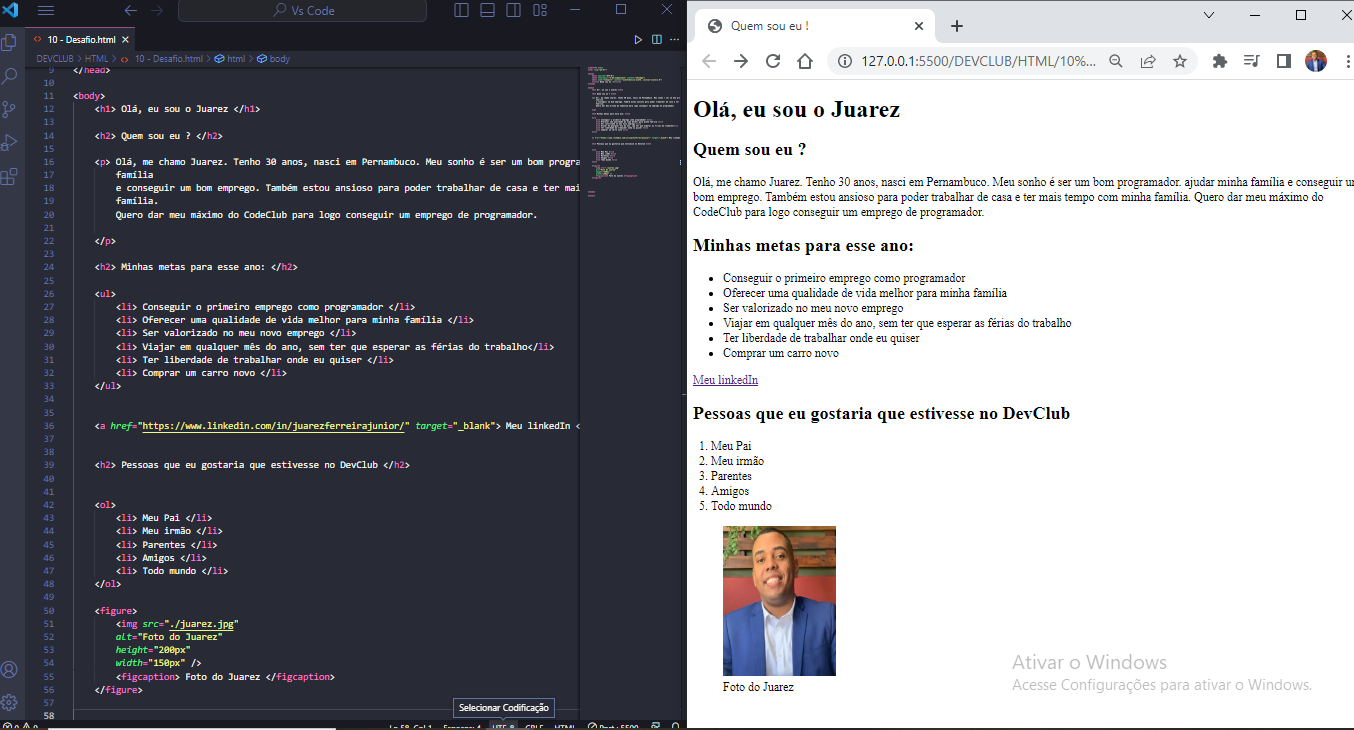 Vs Code
10 - Desafio.html
DEVCLUB > HTML > 10 - Desafio.html > html > body
9 </head>
10
11 <body>
12 <h1> Olá, eu sou o Juarez </h1>
13
14 <h2> Quem sou eu ? </h2>
15
16 <p> Olá, me chamo Juarez. Tenho 30 anos, nasci em Pernambuco. Meu sonho é ser um bom progra
17 família
18 e conseguir um bom emprego. Também estou ansioso para poder trabalhar de casa e ter mai
19 família.
20 Quero dar meu máximo do CodeClub para logo conseguir um emprego de programador.
21
22 </p>
23
24 <h2> Minhas metas para esse ano: </h2>
25
26 <ul>
27 <li> Conseguir o primeiro emprego como programador </li>
28 <li> Oferecer uma qualidade de vida melhor para minha família </li>
29 <li> Ser valorizado no meu novo emprego </li>
30 <li> Viajar em qualquer mês do ano, sem ter que esperar as férias do trabalho</li>
31 <li> Ter liberdade de trabalhar onde eu quiser </li>
32 <li> Comprar um carro novo </li>
33 </ul>
34
35
36 <a href="https://www.linkedin.com/in/juarezferreirajunior/" target="_blank"> Meu linkedIn <
37
38
39 <h2> Pessoas que eu gostaria que estivesse no DevClub </h2>
40
41
42 <ol>
43 <li> Meu Pai </li>
44 <li> Meu irmão </li>
45 <li> Parentes </li>
46 <li> Amigos </li>
47 <li> Todo mundo </li>
48 </ol>
49
50 <figure>
51 <img src="./juarez.jpg"
52 alt="Foto do Juarez"
53 height="200px"
54 width="150px" />
55 <figcaption> Foto do Juarez </figcaption>
56 </figure>
57
58
Selecionar Codificação
Quem sou eu !
127.0.0.1:5500/DEVCLUB/HTML/10%...
Olá, eu sou o Juarez
Quem sou eu ?
Olá, me chamo Juarez. Tenho 30 anos, nasci em Pernambuco. Meu sonho é ser um bom programador. ajudar minha família e conseguir um
bom emprego. Também estou ansioso para poder trabalhar de casa e ter mais tempo com minha família. Quero dar meu máximo do
CodeClub para logo conseguir um emprego de programador.
Minhas metas para esse ano:
Conseguir o primeiro emprego como programador
Oferecer uma qualidade de vida melhor para minha família
Ser valorizado no meu novo emprego
Viajar em qualquer mês do ano, sem ter que esperar as férias do trabalho
Ter liberdade de trabalhar onde eu quiser
Comprar um carro novo
Meu linkedIn
Pessoas que eu gostaria que estivesse no DevClub
1. Meu Pai
2. Meu irmão
3. Parentes
4. Amigos
5. Todo mundo
Foto do Juarez
Ativar o Windows
Acesse Configurações para ativar o Windows.